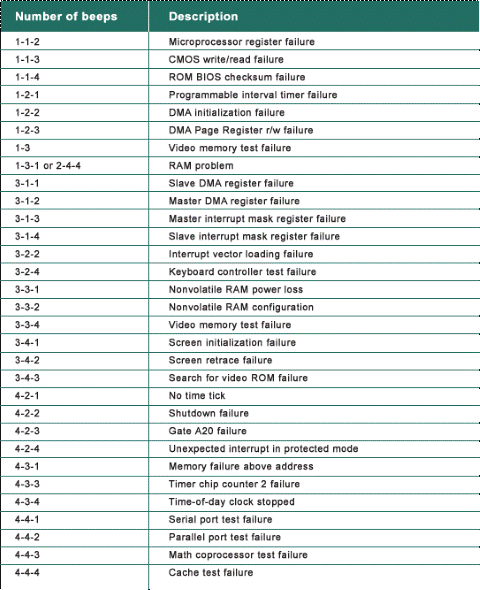 Number of beeps Description
1-1-2 Microprocessor register failure
1-1-3 CMOS write/read failure
1-1-4 ROM BIOS checksum failure
1-2-1 Programmable interval timer failure
1-2-2 DMA initialization failure
1-2-3 DMA Page Register r/w failure
1-3 Video memory test failure
1-3-1 or 2-4-4 RAM problem
3-1-1 Slave DMA register failure
3-1-2 Master DMA register failure
3-1-3 Master interrupt mask register failure
3-1-4 Slave interrupt mask register failure
3-2-2 Interrupt vector loading failure
3-2-4 Keyboard controller test failure
3-3-1 Nonvolatile RAM power loss
3-3-2 Nonvolatile RAM configuration
3-3-4 Video memory test failure
3-4-1 Screen initialization failure
3-4-2 Screen retrace failure
3-4-3 Search for video ROM failure
4-2-1 No time tick
4-2-2 Shutdown failure
4-2-3 Gate A20 failure
4-2-4 Unexpected interrupt in protected mode
4-3-1 Memory failure above address
4-3-3 Timer chip counter 2 failure
4-3-4 Time-of-day clock stopped
4-4-1 Serial port test failure
4-4-2 Parallel port test failure
4-4-3 Math coprocessor test failure
4-4-4 Cache test failure